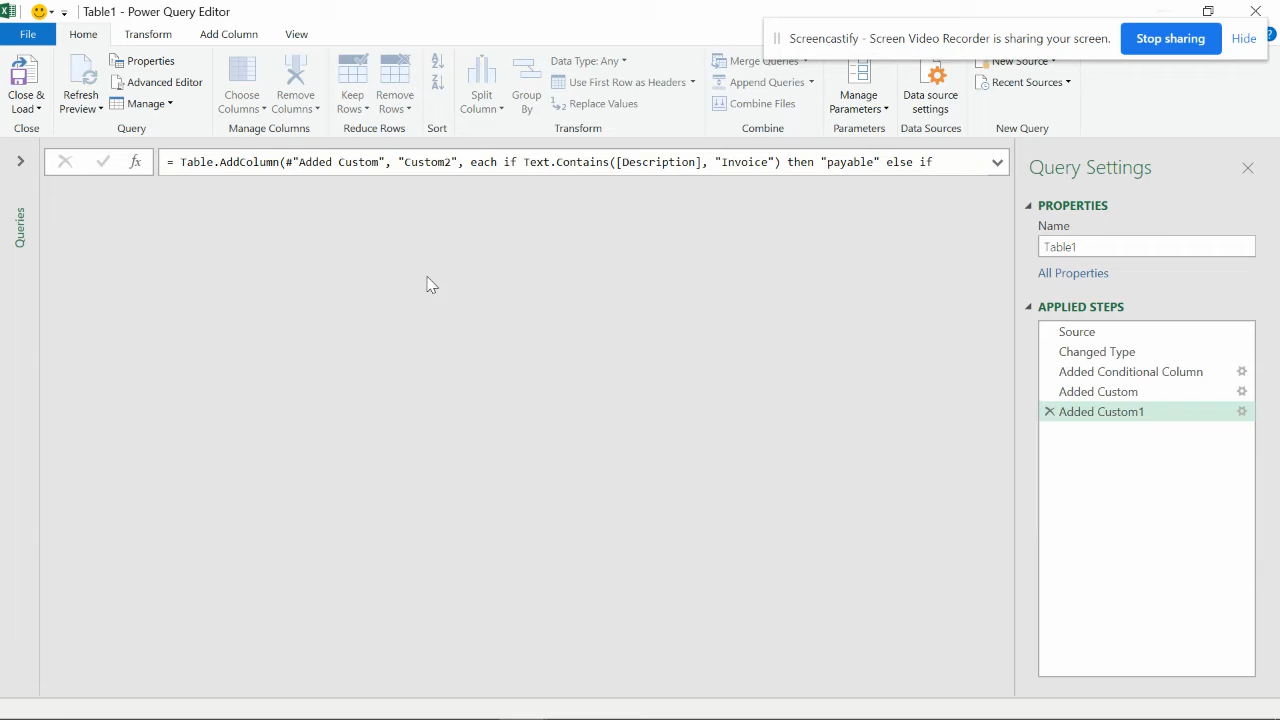 Table1 - Power Query Editor
File
Home
Transform
Add Column
View
Screencastify - Screen Video Recorder is sharing your screen.
Stop sharing
Hide
Close & Load
Close
Refresh Preview
Properties
Advanced Editor
Manage
Query
Choose Columns
Remove Columns
Manage Columns
Keep Rows
Remove Rows
Reduce Rows
Sort
Split Column
Group By
Data Type: Any
Use First Row as Headers
Replace Values
Transform
Merge Queries
Append Queries
Combine Files
Combine
Manage Parameters
Parameters
Data source settings
Data Sources
New Source
Recent Sources
New Query
fx
= Table.AddColumn(#"Added Custom", "Custom2", each if Text.Contains([Description], "Invoice") then "payable" else if
Queries
Query Settings
PROPERTIES
Name
Table1
All Properties
APPLIED STEPS
Source
Changed Type
Added Conditional Column
Added Custom
Added Custom1